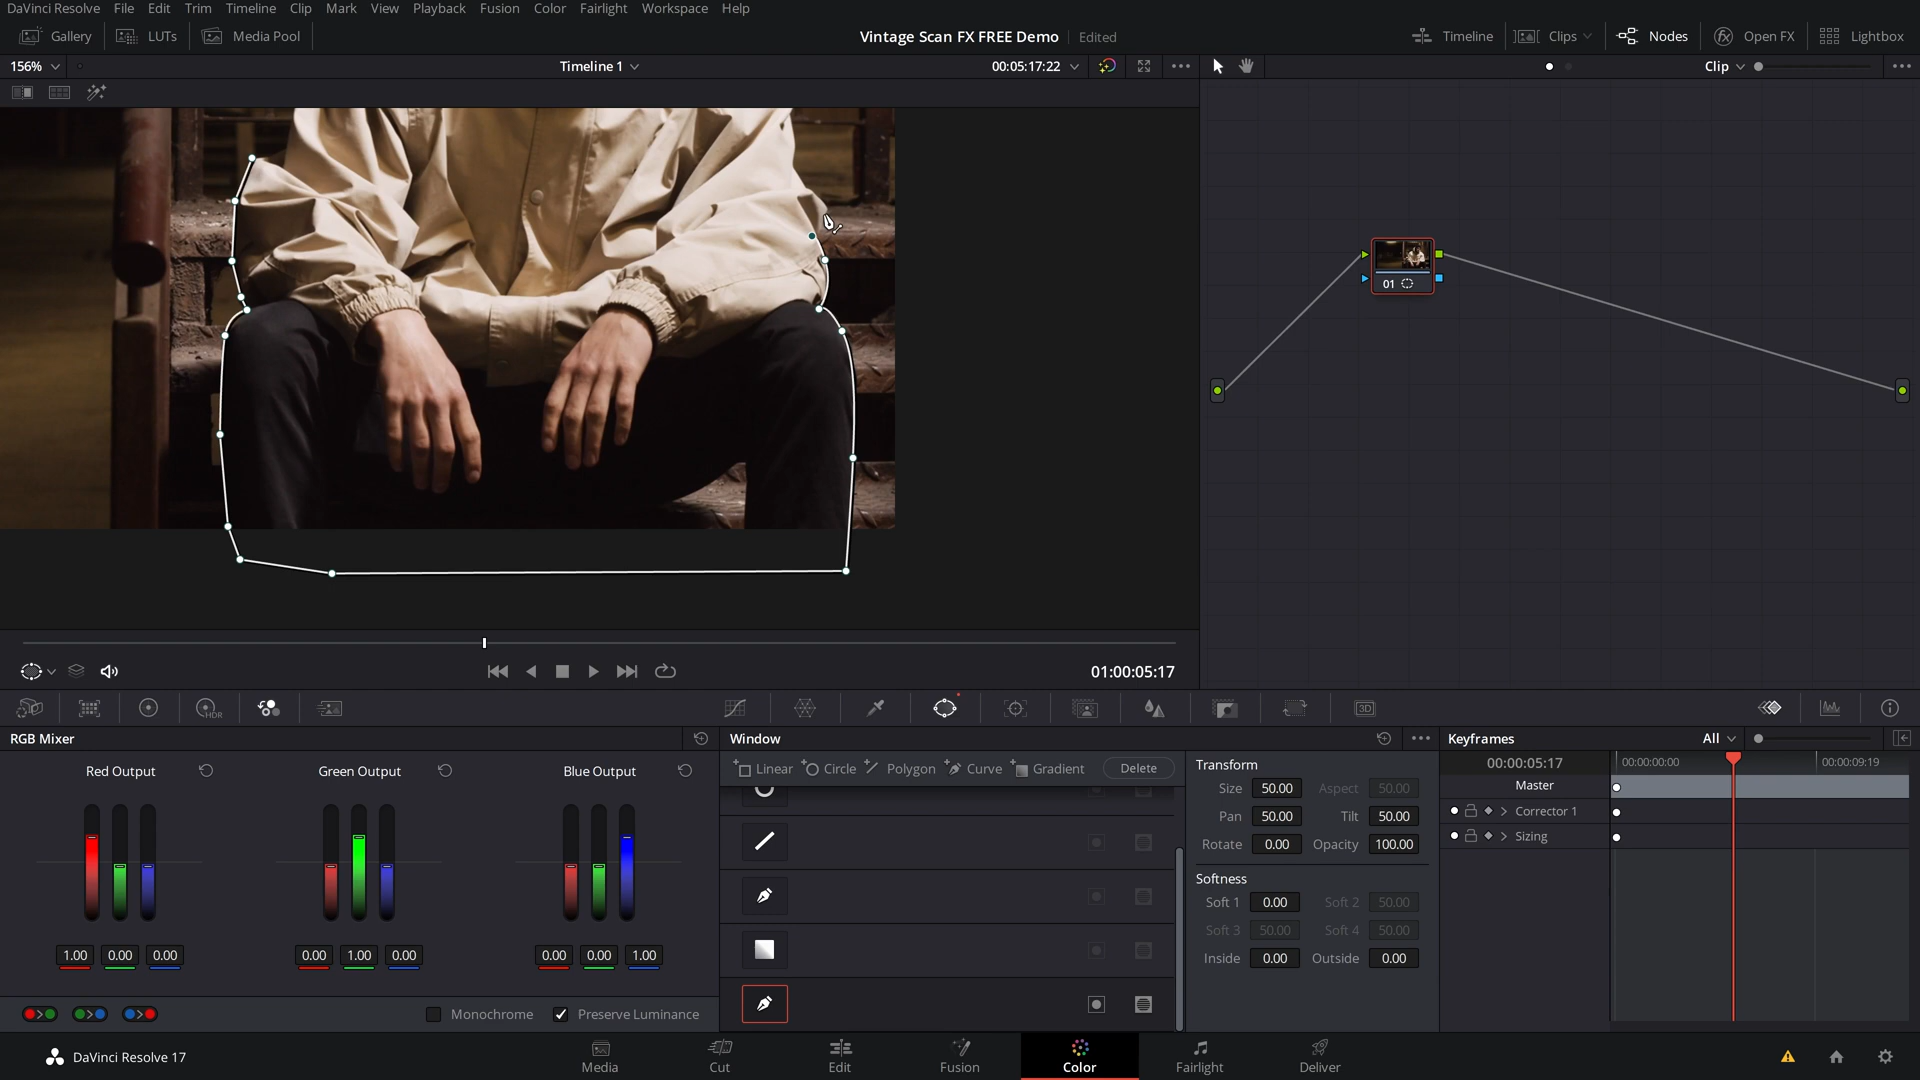 DaVinci Resolve File Edit Trim Timeline Clip Mark View Playback Fusion Color Fairlight Workspace Help
Gallery LUTs Media Pool Vintage Scan FX FREE Demo Edited Timeline Clips Nodes Open FX Lightbox
156% Timeline 1 00:05:17:22 Clip
01
01:00:05:17
HDR 3D
RGB Mixer Window Keyframes All
Red Output Green Output Blue Output
Linear Circle Polygon Curve Gradient Delete
Transform
Size 50.00 Aspect 50.00
Pan 50.00 Tilt 50.00
Rotate 0.00 Opacity 100.00
Softness
Soft 1 0.00 Soft 2 50.00
Soft 3 50.00 Soft 4 50.00
Inside 0.00 Outside 0.00
00:00:05:17 00:00:00:00 00:00:09:19
Master
Corrector 1
Sizing
1.00 0.00 0.00 0.00 1.00 0.00 0.00 0.00 1.00
Monochrome Preserve Luminance
DaVinci Resolve 17 Media Cut Edit Fusion Color Fairlight Deliver